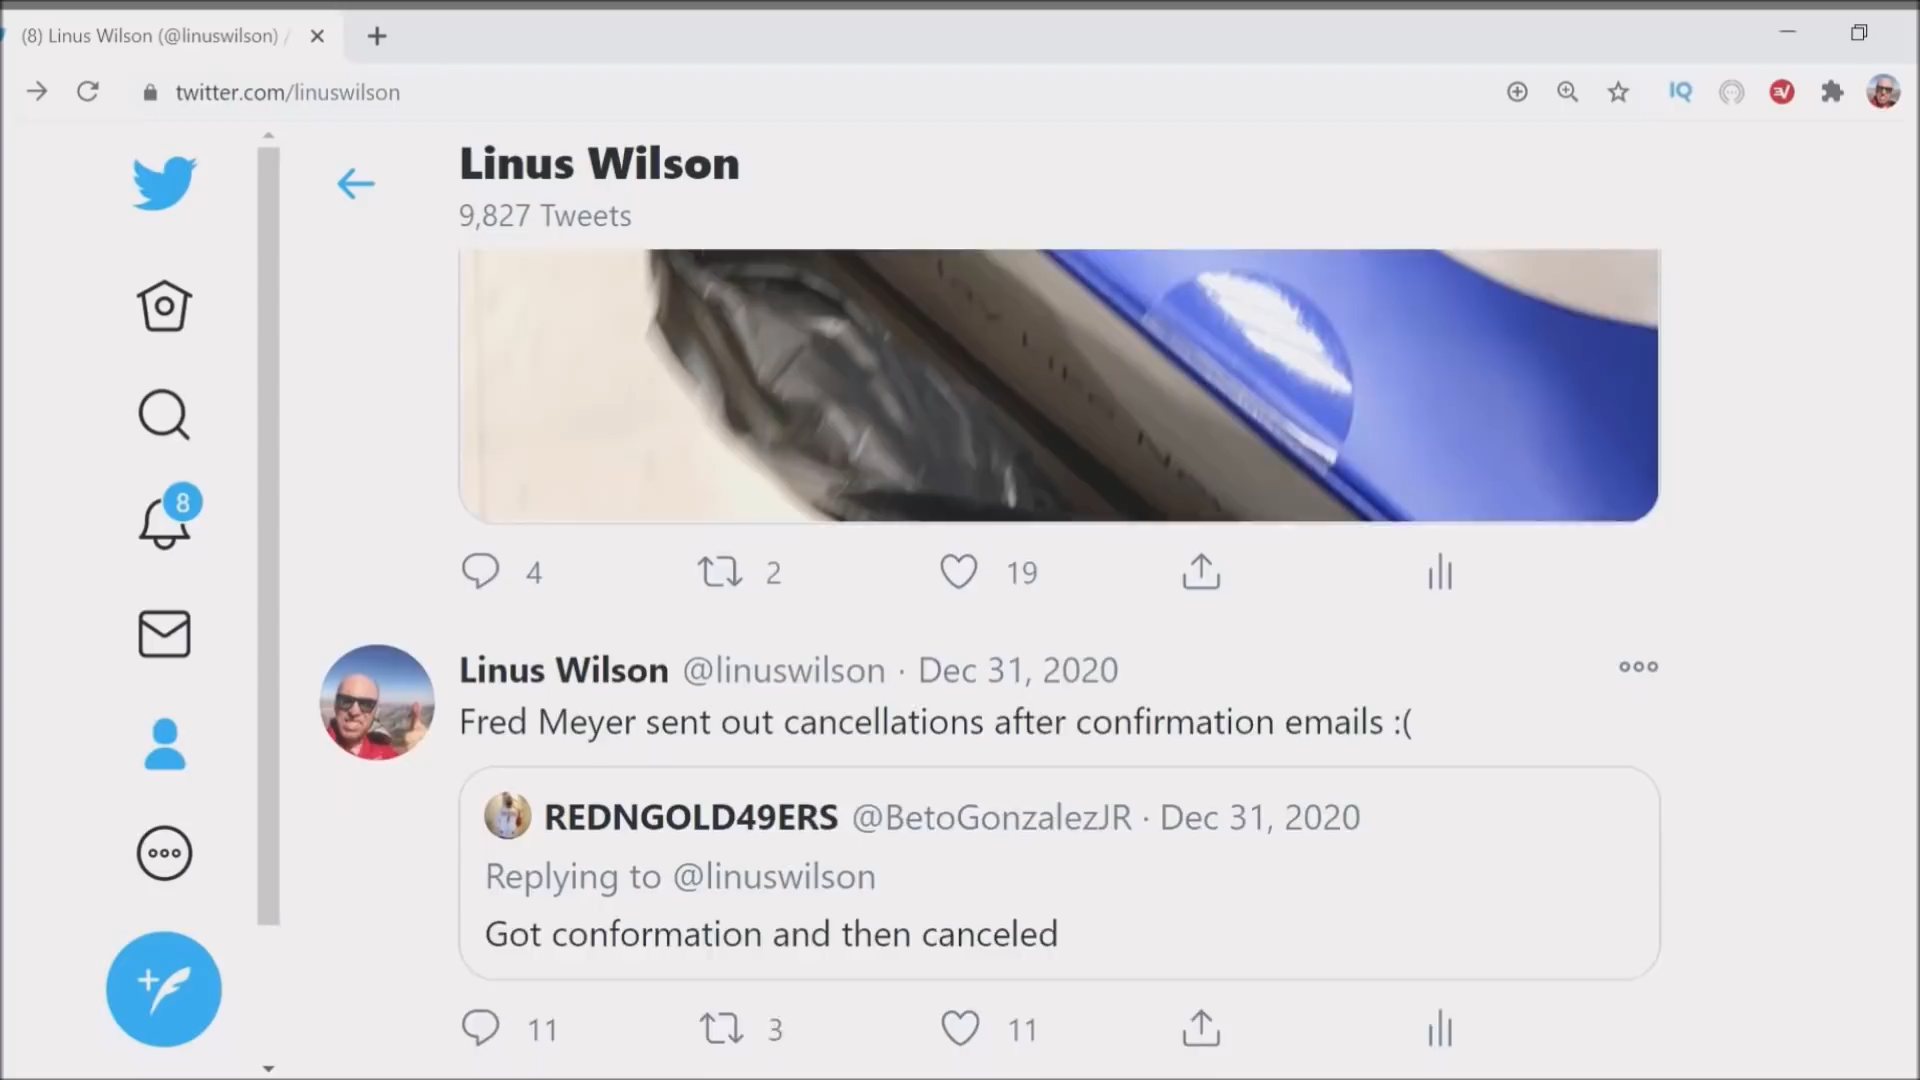 (8) Linus Wilson (@linuswilson) /
twitter.com/linuswilson
IQ
Linus Wilson
9,827 Tweets
8
4 2 19
Linus Wilson @linuswilson · Dec 31, 2020
Fred Meyer sent out cancellations after confirmation emails :(
REDNGOLD49ERS @BetoGonzalezJR · Dec 31, 2020
Replying to @linuswilson
Got conformation and then canceled
11 3 11